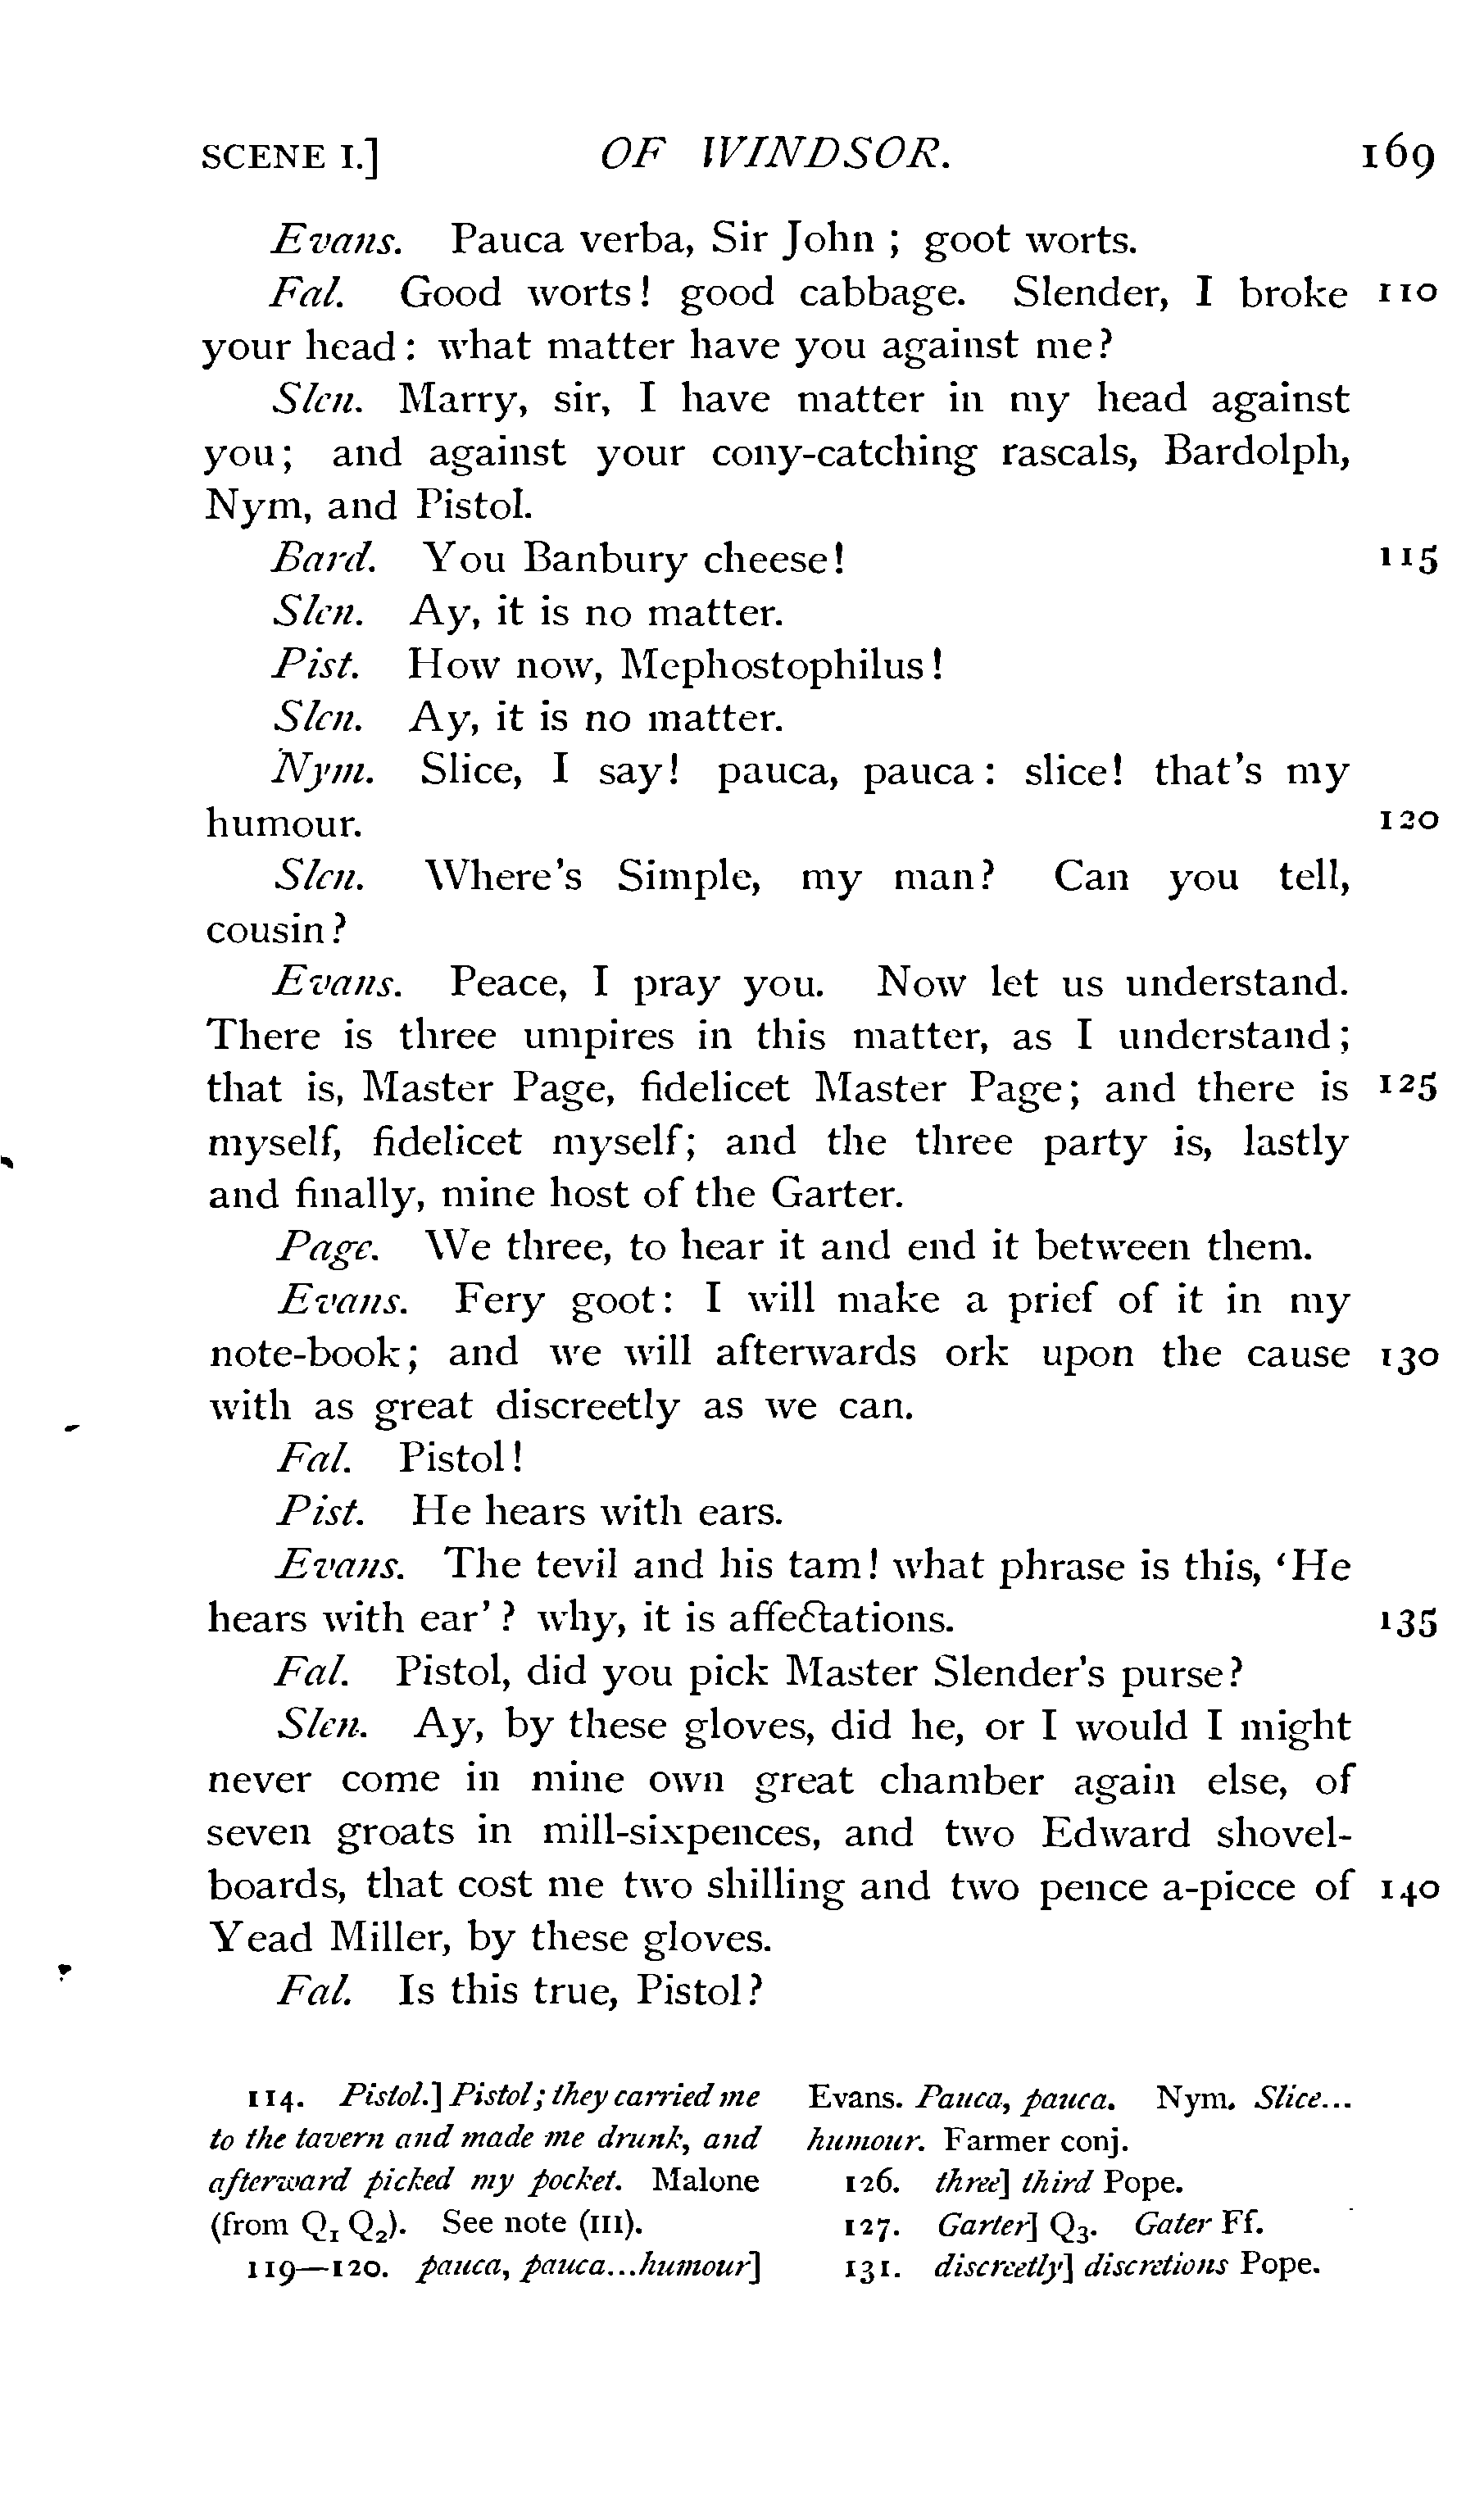 SCENE I.] OF WINDSOR. 169
Evans. Pauca verba, Sir John ; goot worts.
Fal. Good worts! good cabbage. Slender, I broke 110
your head : what matter have you against me?
Slen. Marry, sir, I have matter in my head against
you; and against your cony-catching rascals, Bardolph,
Nym, and Pistol.
Bard. You Banbury cheese! 115
Slen. Ay, it is no matter.
Pist. How now, Mephostophilus!
Slen. Ay, it is no matter.
Nym. Slice, I say! pauca, pauca: slice! that's my
humour. 120
Slen. Where's Simple, my man? Can you tell,
cousin?
Evans. Peace, I pray you. Now let us understand.
There is three umpires in this matter, as I understand;
that is, Master Page, fidelicet Master Page; and there is 125
myself, fidelicet myself; and the three party is, lastly
and finally, mine host of the Garter.
Page. We three, to hear it and end it between them.
Evans. Fery goot: I will make a prief of it in my
note-book; and we will afterwards ork upon the cause 130
with as great discreetly as we can.
Fal. Pistol!
Pist. He hears with ears.
Evans. The tevil and his tam! what phrase is this, 'He
hears with ear'? why, it is affectations. 135
Fal. Pistol, did you pick Master Slender's purse?
Slen. Ay, by these gloves, did he, or I would I might
never come in mine own great chamber again else, of
seven groats in mill-sixpences, and two Edward shovel-
boards, that cost me two shilling and two pence a-piece of 140
Yead Miller, by these gloves.
Fal. Is this true, Pistol?
114. Pistol.] Pistol; they carried me
to the tavern and made me drunk, and
afterward picked my pocket. Malone
(from Q1 Q2). See note (III).
119—120. pauca, pauca...humour]
Evans. Pauca, pauca. Nym. Slice...
humour. Farmer conj.
126. three] third Pope.
127. Garter] Q3. Gater Ff.
131. discreetly] discretions Pope.